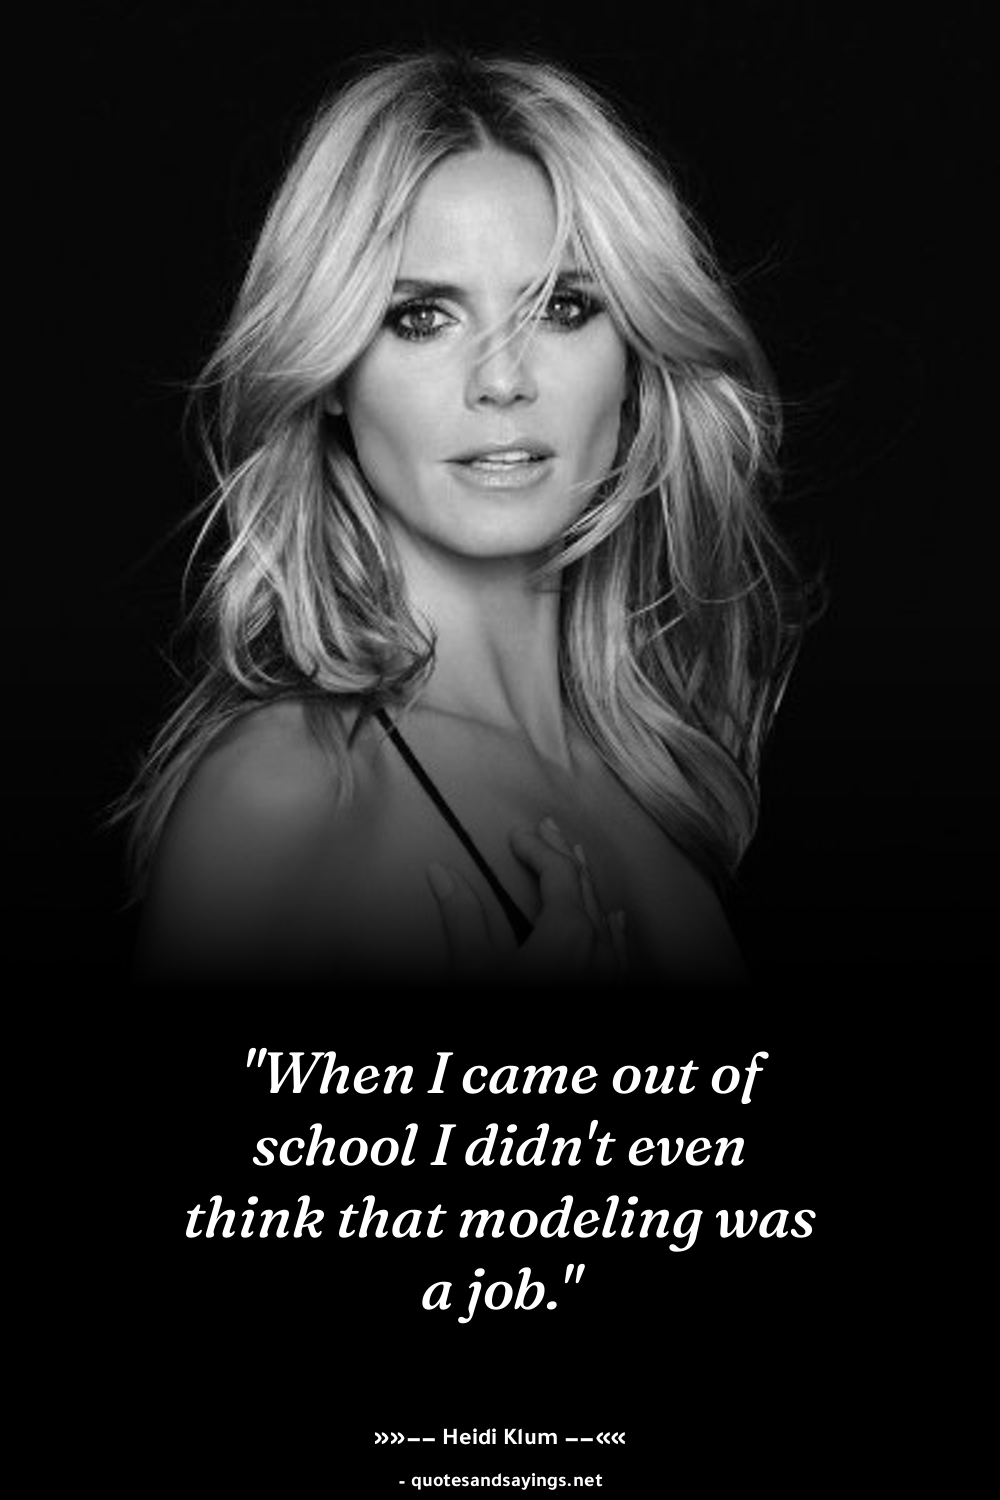 "When I came out of
school I didn't even
think that modeling was
a job."
»»–– Heidi Klum ––««
- quotesandsayings.net